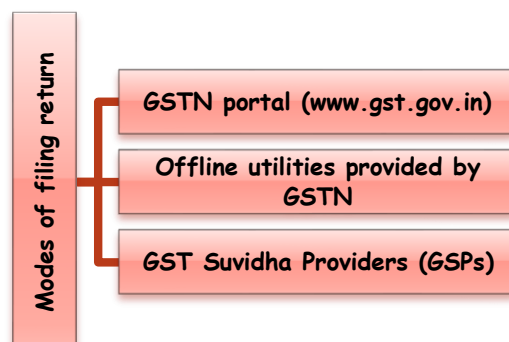 Modes of filing return
GSTN portal (www.gst.gov.in)
Offline utilities provided by
GSTN
GST Suvidha Providers (GSPs)